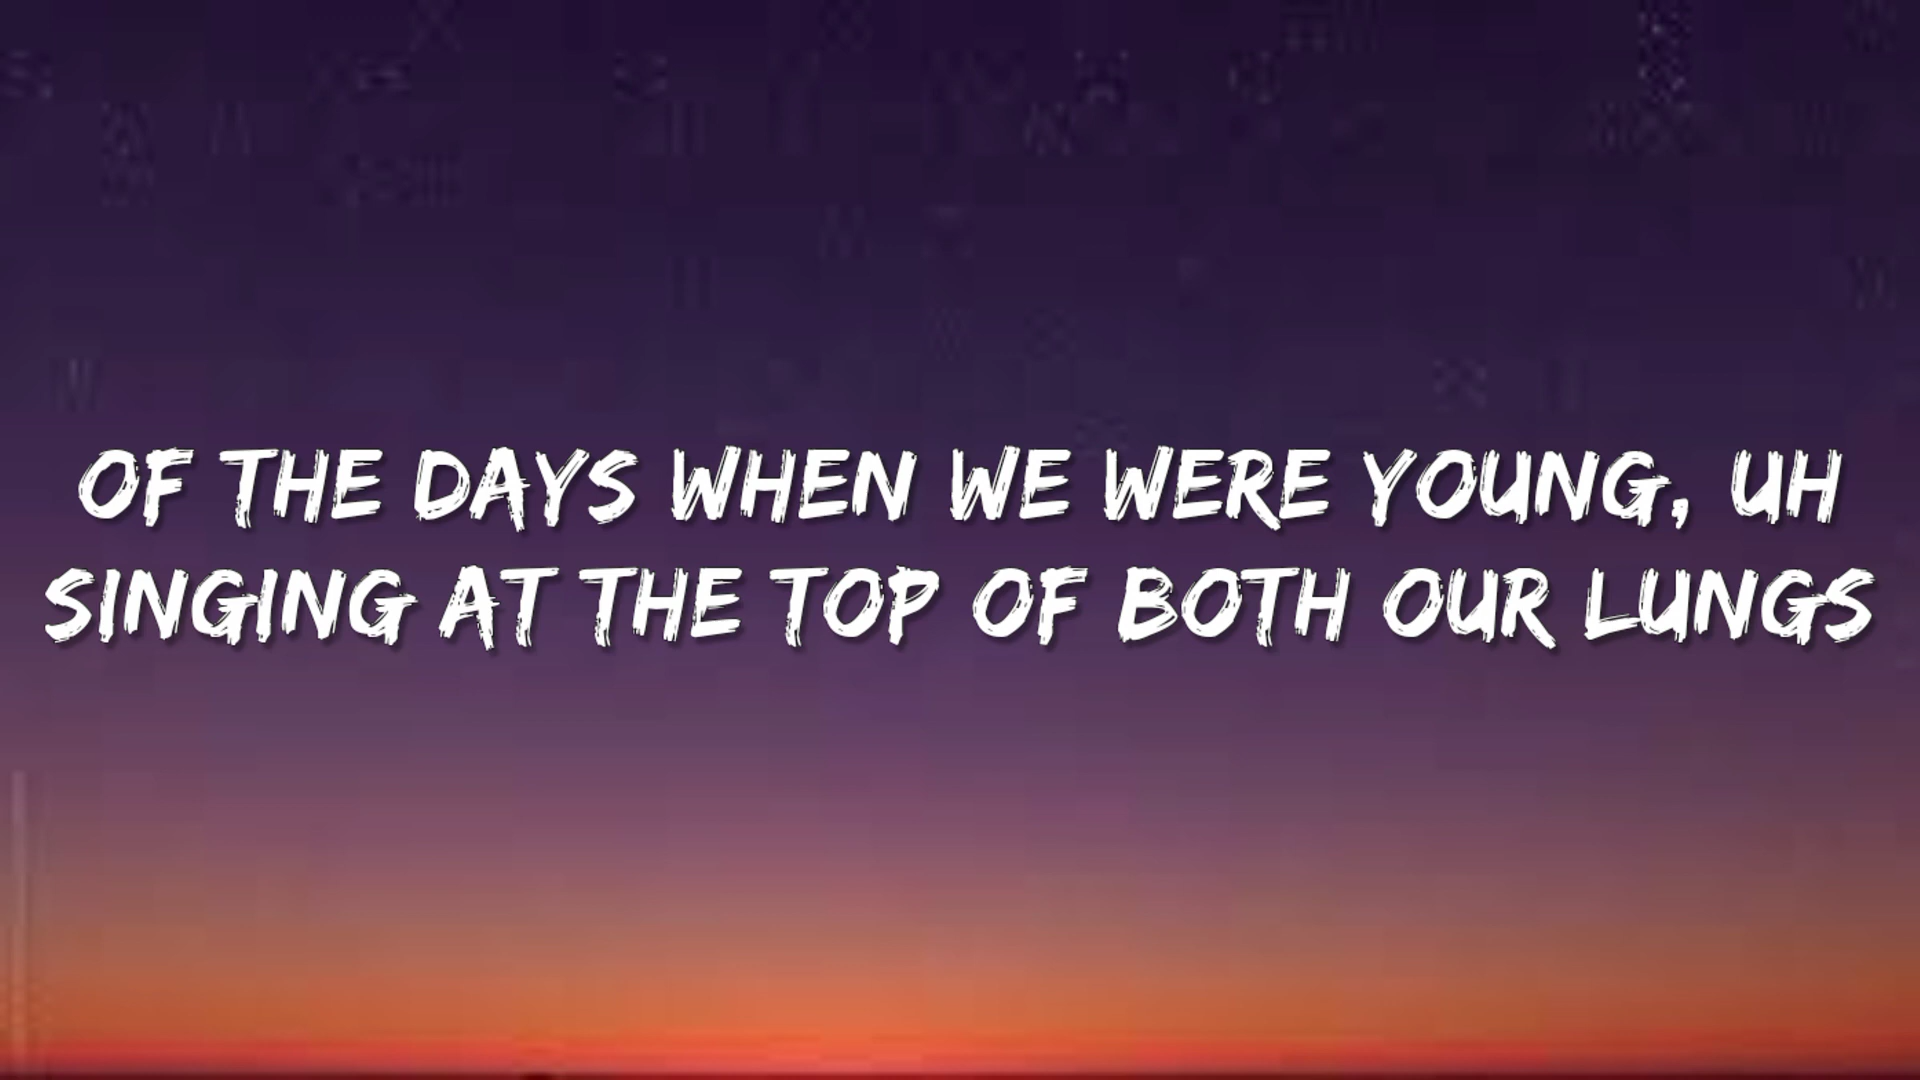 OF THE DAYS WHEN WE WERE YOUNG, UH
SINGING AT THE TOP OF BOTH OUR LUNGS